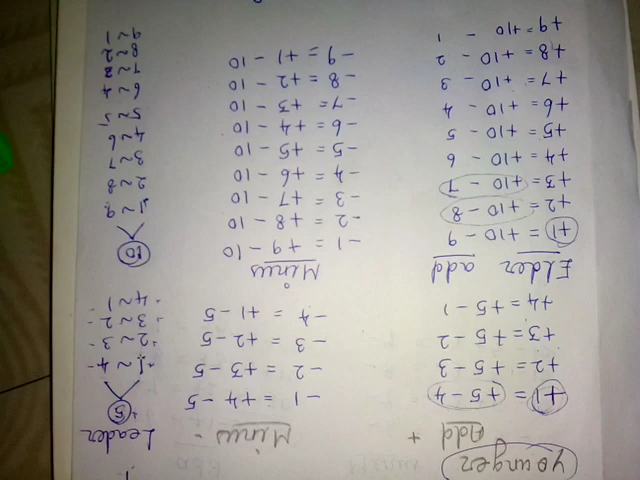 Younger
Add + Minus - Leader
+1 = +5 - 4 -1 = +4 - 5 +5
+2 = +5 - 3 -2 = +3 - 5 +1 ~ 4-
+3 = +5 - 2 -3 = +2 - 5 +2 ~ 3-
+4 = +5 - 1 -4 = +1 - 5 +3 ~ 2-
+4 ~ 1-
Elder add Minus
+1 = +10 - 9 -1 = +9 - 10 10
+2 = +10 - 8 -2 = +8 - 10 1 ~ 9
+3 = +10 - 7 -3 = +7 - 10 2 ~ 8
+4 = +10 - 6 -4 = +6 - 10 3 ~ 7
+5 = +10 - 5 -5 = +5 - 10 4 ~ 6
+6 = +10 - 4 -6 = +4 - 10 5 ~ 5
+7 = +10 - 3 -7 = +3 - 10 6 ~ 4
+8 = +10 - 2 -8 = +2 - 10 7 ~ 3
+9 = +10 - 1 -9 = +1 - 10 8 ~ 2
9 ~ 1